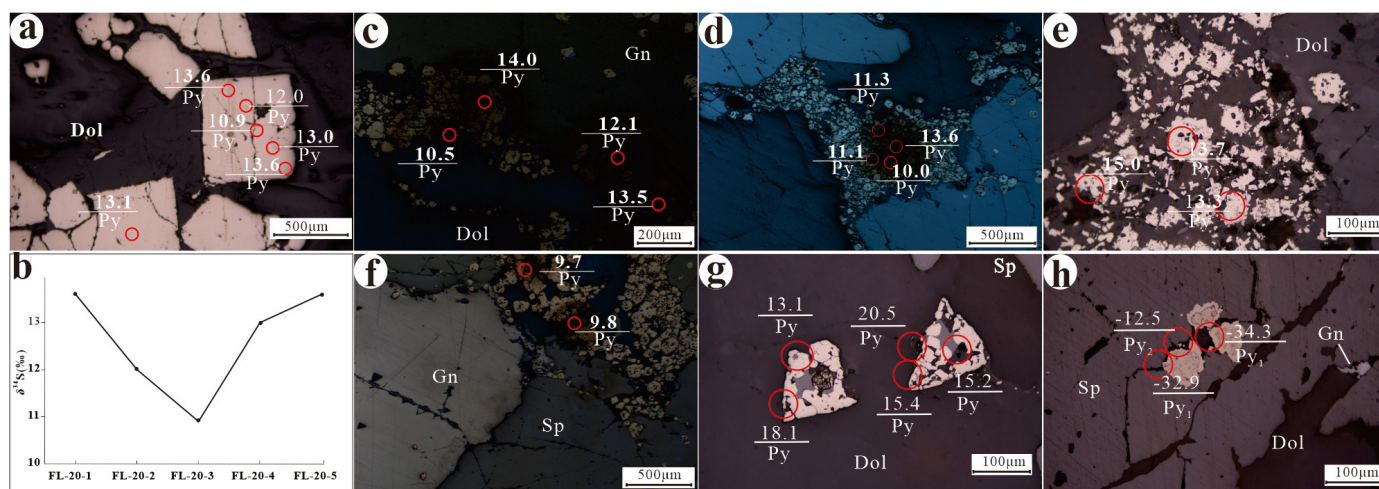 a
13.6
Py
12.0
Py
Dol
10.9
Py
13.0
Py
13.6
Py
13.1
Py
500μm
c
Gn
14.0
Py
12.1
Py
10.5
Py
13.5
Py
Dol
200μm
d
11.3
Py
13.6
Py
11.1
Py
10.0
Py
500μm
e
Dol
13.7
Py
15.0
Py
13.3
Py
100μm
b
δ³⁴S(‰)
13
12
11
10
FL-20-1 FL-20-2 FL-20-3 FL-20-4 FL-20-5
f
9.7
Py
9.8
Py
Gn
Sp
500μm
g
Sp
13.1
Py
20.5
Py
15.2
Py
15.4
Py
18.1
Py
Dol
100μm
h
-12.5
Py₂
-34.3
Py₁
Gn
Sp
-32.9
Py₁
Dol
100μm